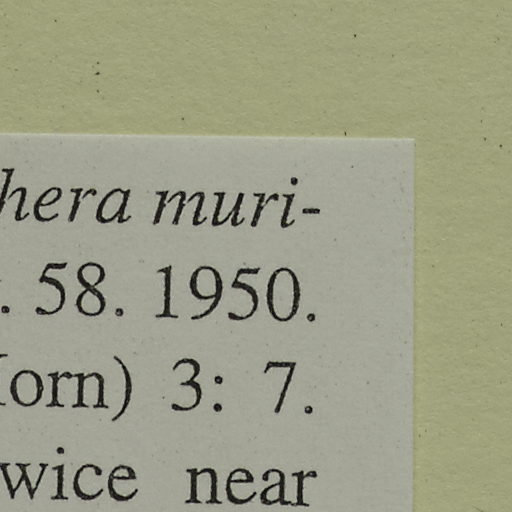 hera muri-
. 58. 1950.
orn) 3: 7.
wice near